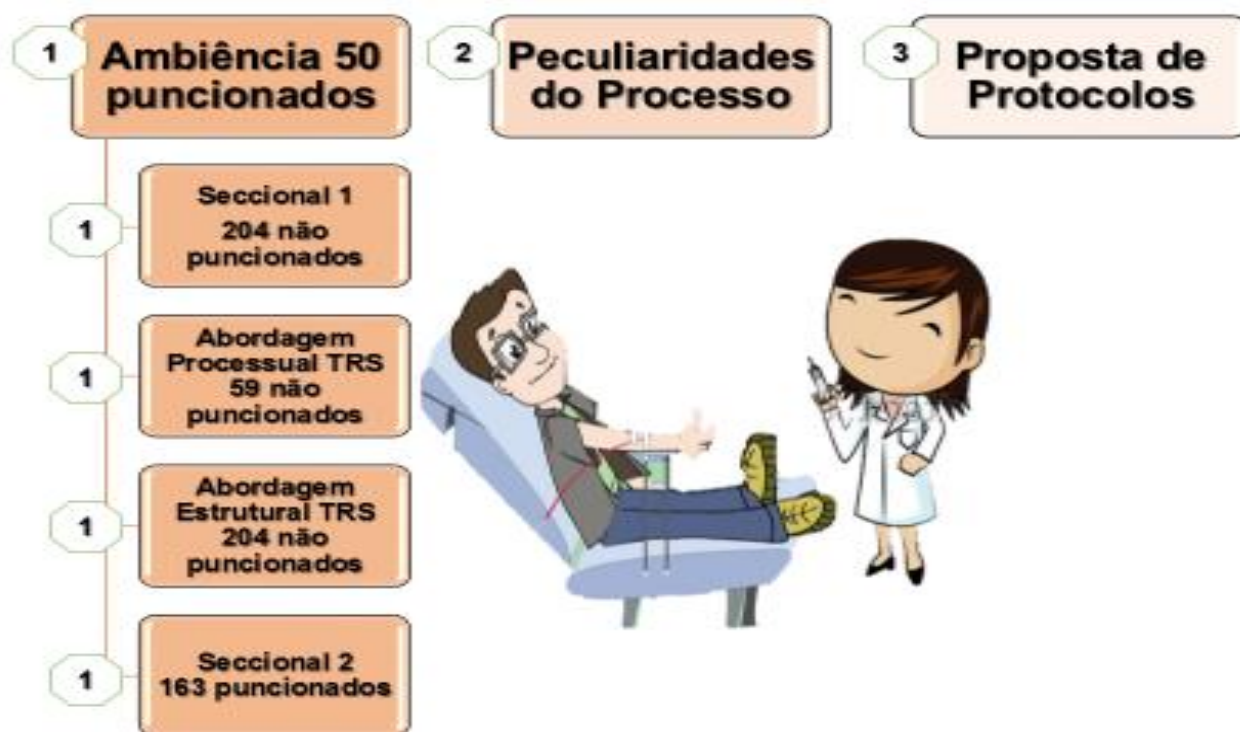 1
Ambiência 50
puncionados
2
Peculiaridades
do Processo
3
Proposta de
Protocolos
1
Seccional 1
204 não
puncionados
1
Abordagem
Processual TRS
59 não
puncionados
1
Abordagem
Estrutural TRS
204 não
puncionados
1
Seccional 2
163 puncionados